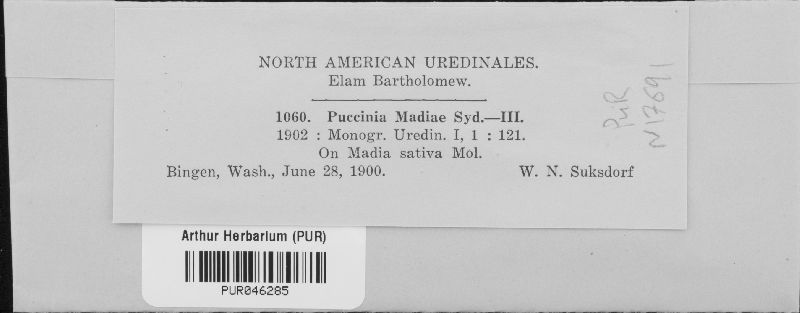 NORTH AMERICAN UREDINALES.
Elam Bartholomew.
1060. Puccinia Madiae Syd.—III.
1902 : Monogr. Uredin. I, 1 : 121.
On Madia sativa Mol.
Bingen, Wash., June 28, 1900. W. N. Suksdorf
PUR
N17691
Arthur Herbarium (PUR)
PUR046285